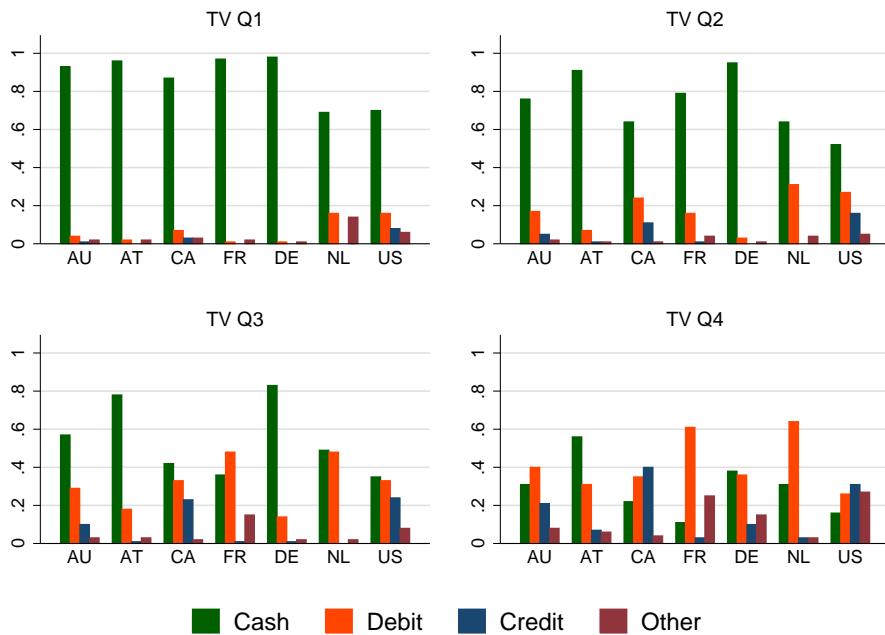 TV Q1
1
.8
.6
.4
.2
0
AU AT CA FR DE NL US
TV Q2
1
.8
.6
.4
.2
0
AU AT CA FR DE NL US
TV Q3
1
.8
.6
.4
.2
0
AU AT CA FR DE NL US
TV Q4
1
.8
.6
.4
.2
0
AU AT CA FR DE NL US
Cash Debit Credit Other